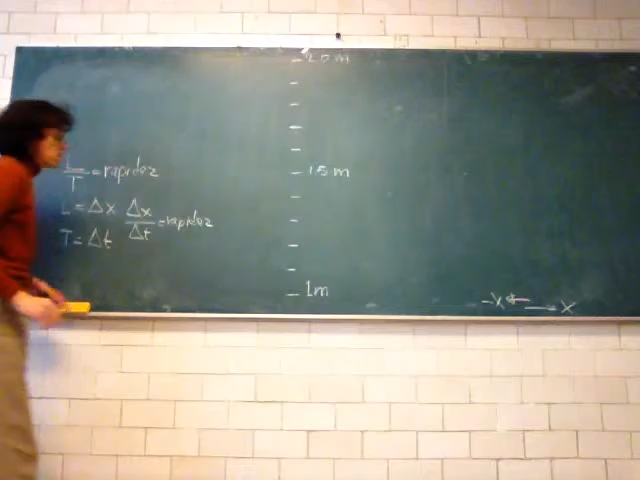 L/T = rapidez
L = Δx Δx/Δt = rapidez
T = Δt
2.0 m
1.5 m
1m
-x ← → x